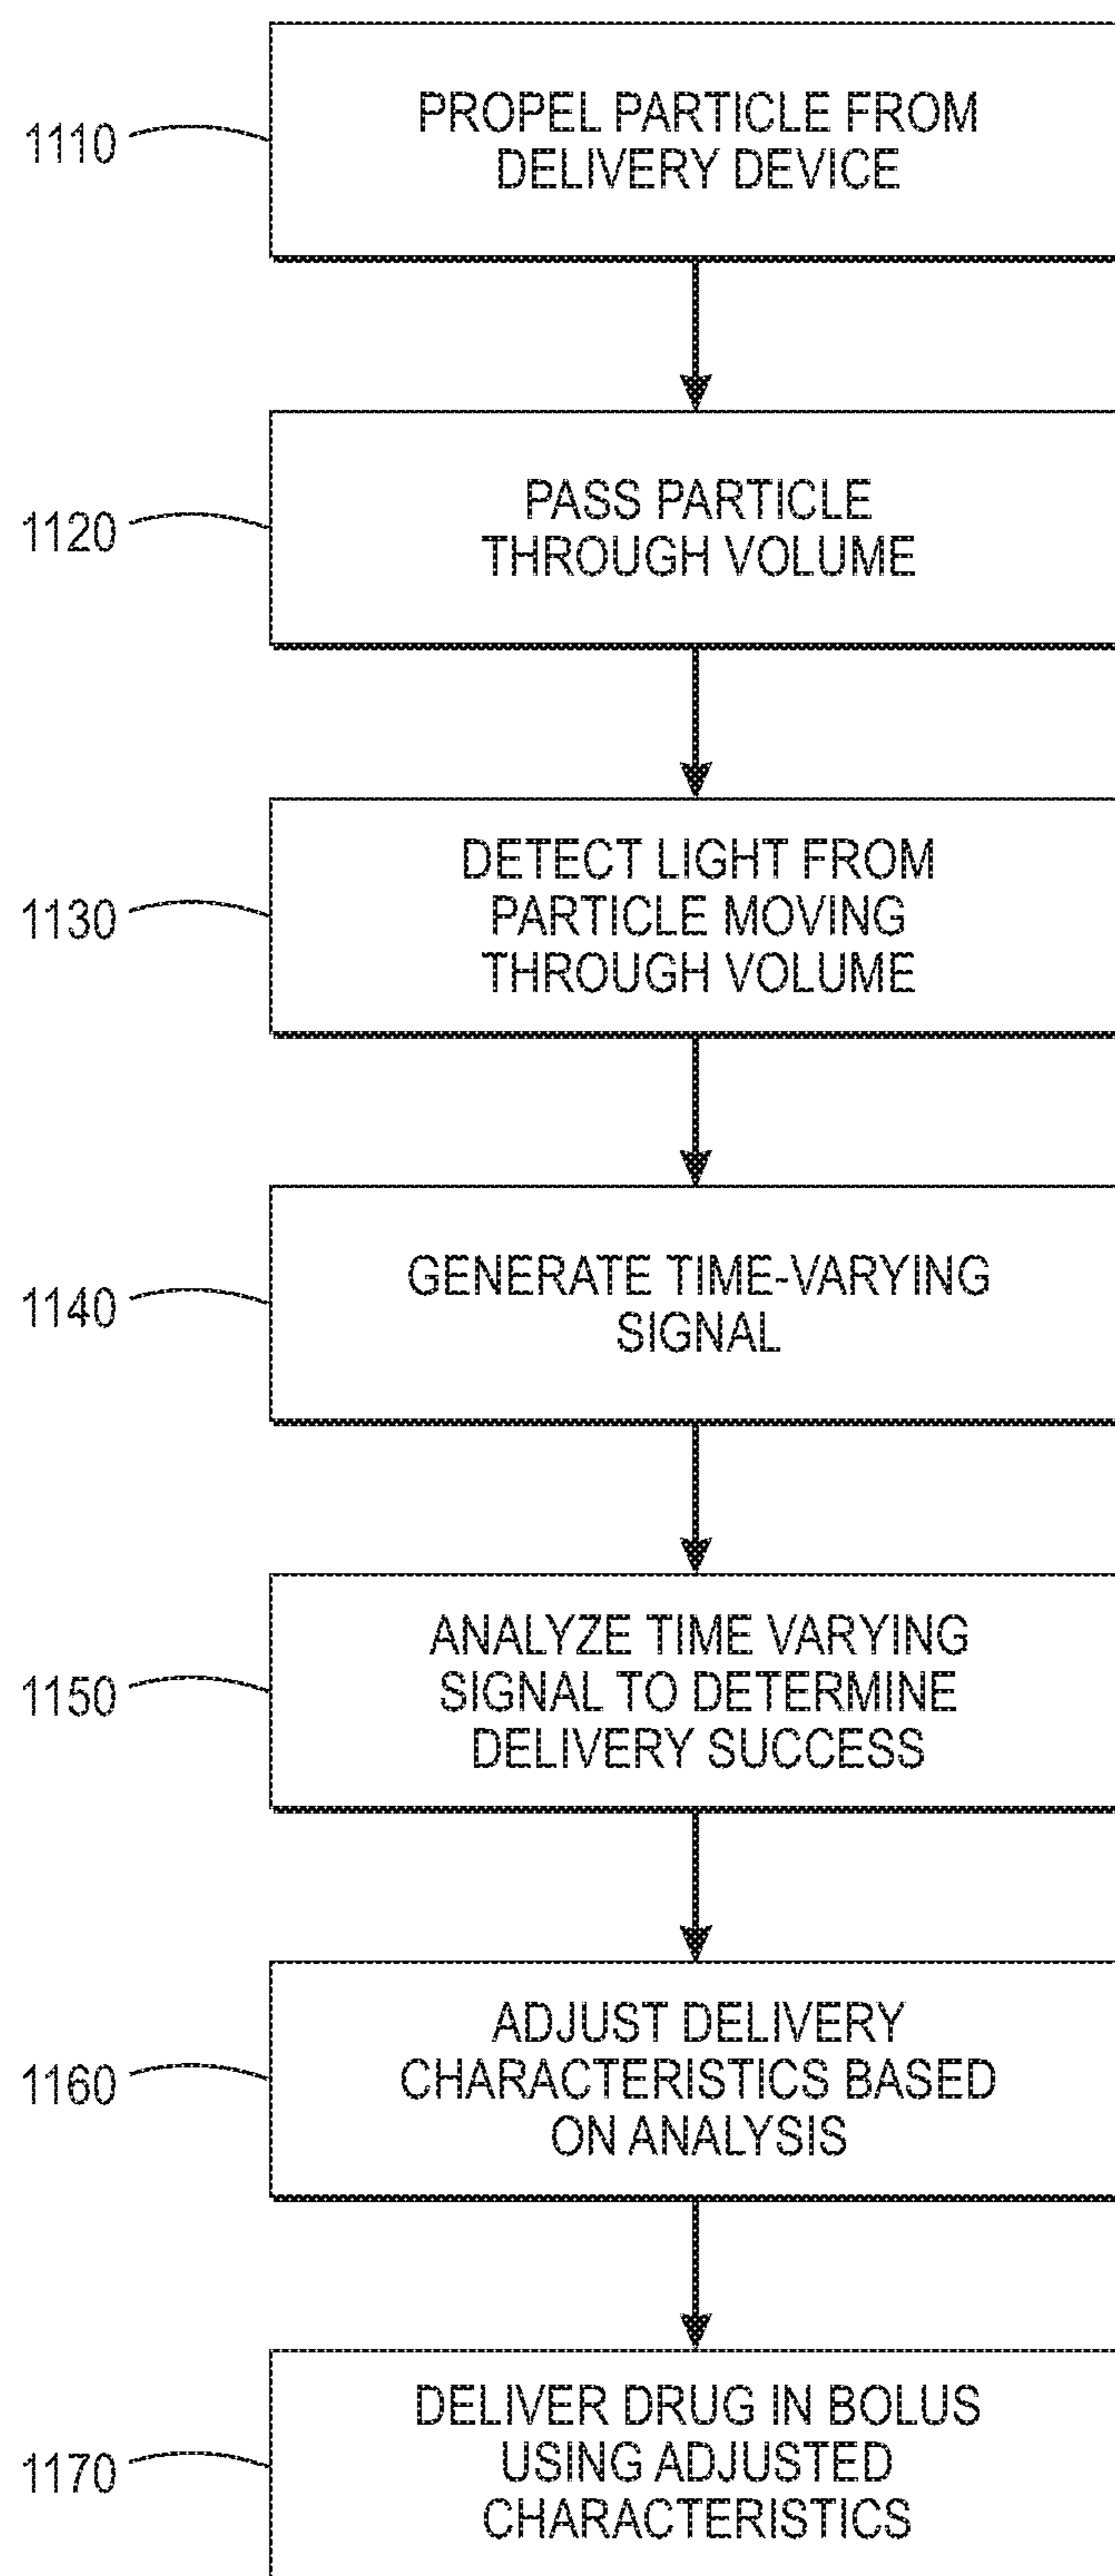 1110
PROPEL PARTICLE FROM
DELIVERY DEVICE
1120
PASS PARTICLE
THROUGH VOLUME
1130
DETECT LIGHT FROM
PARTICLE MOVING
THROUGH VOLUME
1140
GENERATE TIME-VARYING
SIGNAL
1150
ANALYZE TIME VARYING
SIGNAL TO DETERMINE
DELIVERY SUCCESS
1160
ADJUST DELIVERY
CHARACTERISTICS BASED
ON ANALYSIS
1170
DELIVER DRUG IN BOLUS
USING ADJUSTED
CHARACTERISTICS